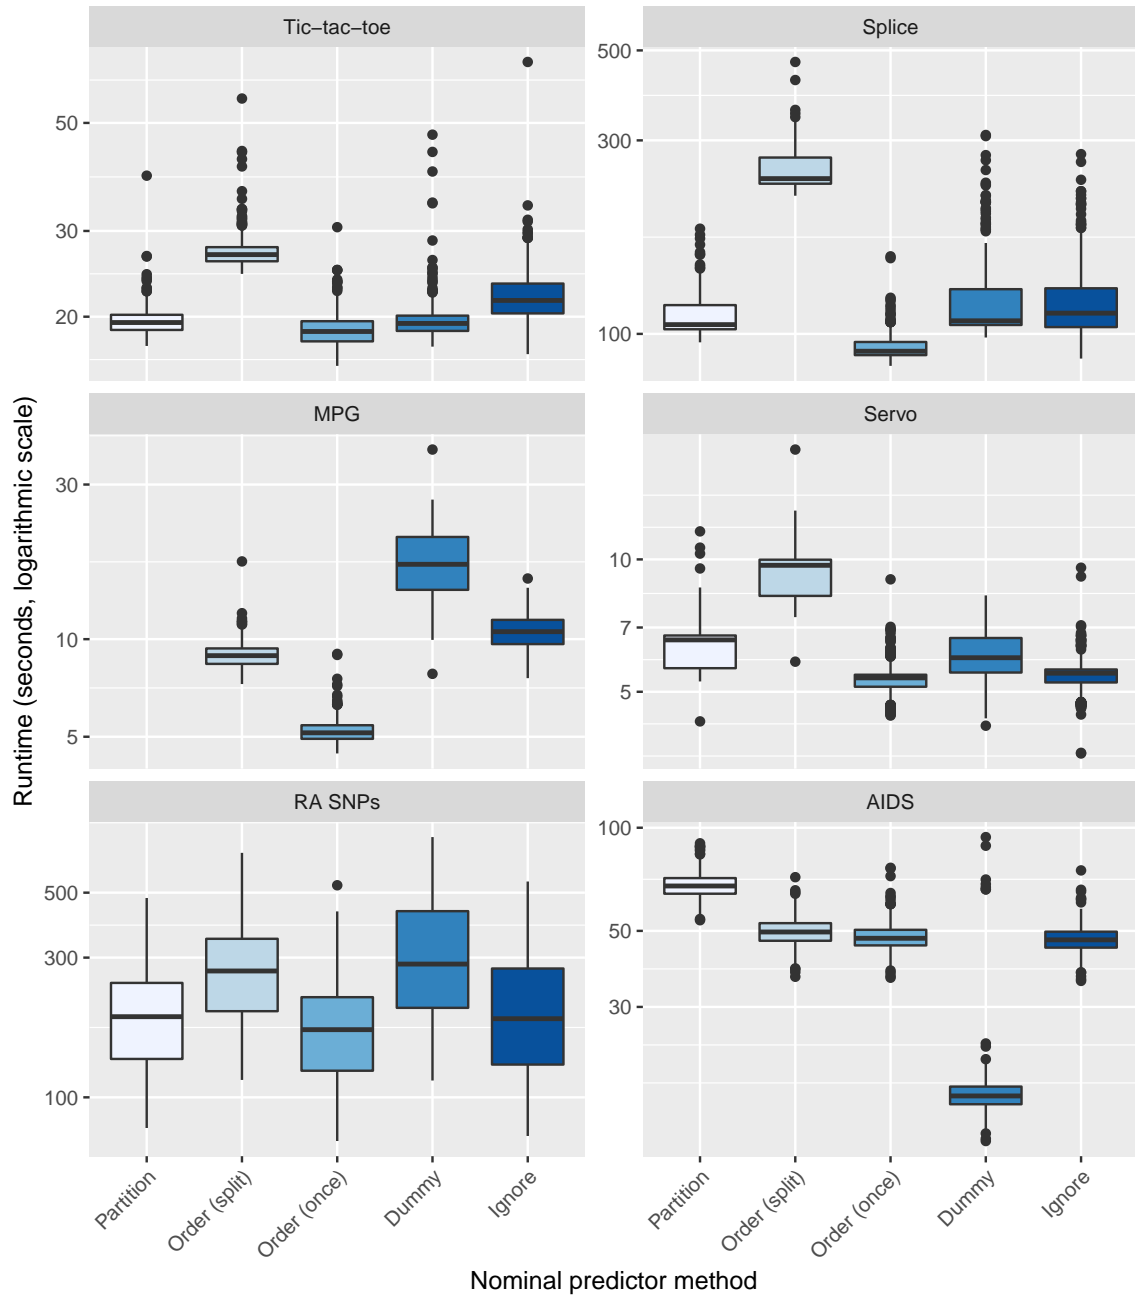 Tic−tac−toe
Splice
50
30
20
500
300
100
MPG
Servo
30
10
5
10
7
5
RA SNPs
AIDS
500
300
100
100
50
30
Partition
Order (split)
Order (once)
Dummy
Ignore
Partition
Order (split)
Order (once)
Dummy
Ignore
Nominal predictor method
Runtime (seconds, logarithmic scale)